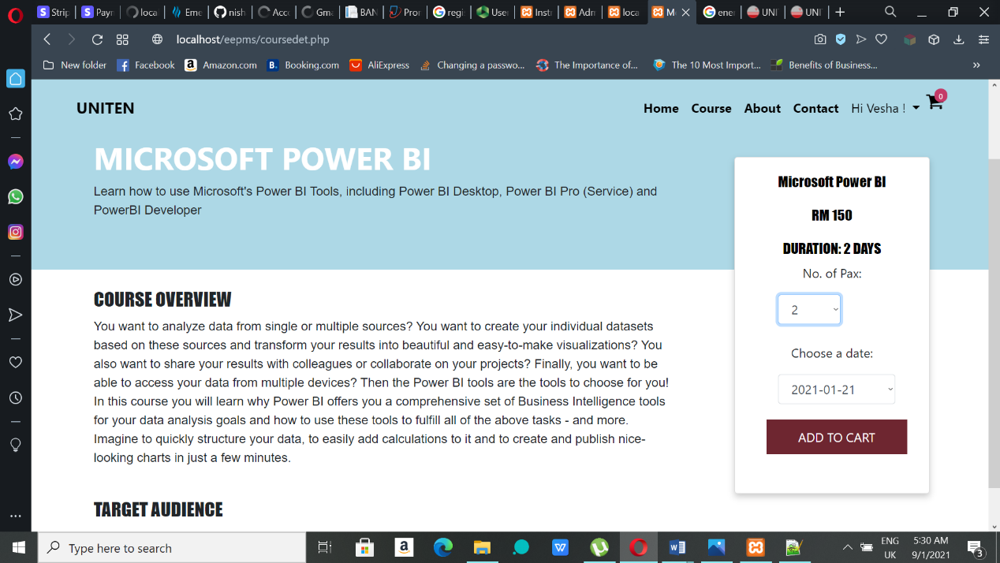 Strip
Paym
loca
Eme
nish
Acco
Gma
BAN
Pror
regi
User
Inst
Adm
loca
M
ener
UNI
UNI
localhost/eepms/coursedet.php
New folder
Facebook
Amazon.com
Booking.com
AliExpress
Changing a passwo...
The Importance of...
The 10 Most Import...
Benefits of Business...
»
UNITEN
Home
Course
About
Contact
Hi Vesha !
0
MICROSOFT POWER BI
Learn how to use Microsoft's Power BI Tools, including Power BI Desktop, Power BI Pro (Service) and
PowerBI Developer
Microsoft Power BI
RM 150
DURATION: 2 DAYS
No. of Pax:
2
Choose a date:
2021-01-21
ADD TO CART
COURSE OVERVIEW
You want to analyze data from single or multiple sources? You want to create your individual datasets
based on these sources and transform your results into beautiful and easy-to-make visualizations? You
also want to share your results with colleagues or collaborate on your projects? Finally, you want to be
able to access your data from multiple devices? Then the Power BI tools are the tools to choose for you!
In this course you will learn why Power BI offers you a comprehensive set of Business Intelligence tools
for your data analysis goals and how to use these tools to fulfill all of the above tasks - and more.
Imagine to quickly structure your data, to easily add calculations to it and to create and publish nice-
looking charts in just a few minutes.
TARGET AUDIENCE
Type here to search
ENG
UK
5:30 AM
9/1/2021
3